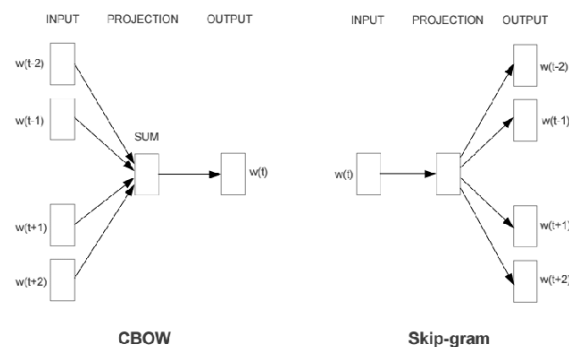 INPUT PROJECTION OUTPUT
w(t-2)
w(t-1)
SUM
w(t)
w(t+1)
w(t+2)
CBOW
INPUT PROJECTION OUTPUT
w(t-2)
w(t-1)
w(t)
w(t+1)
w(t+2)
Skip-gram